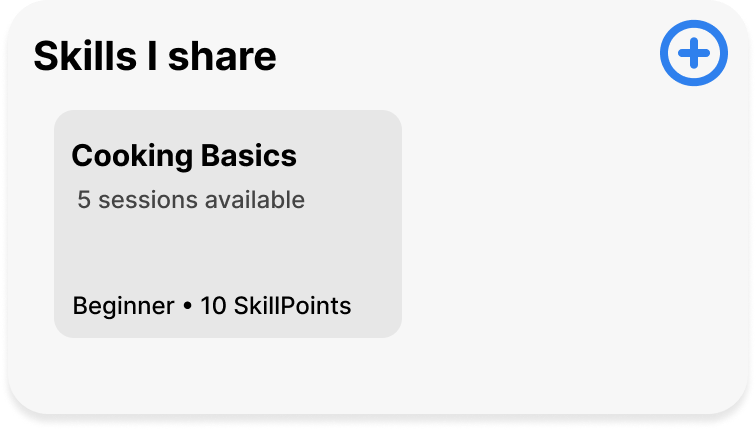 Skills I share
Cooking Basics
5 sessions available
Beginner • 10 SkillPoints